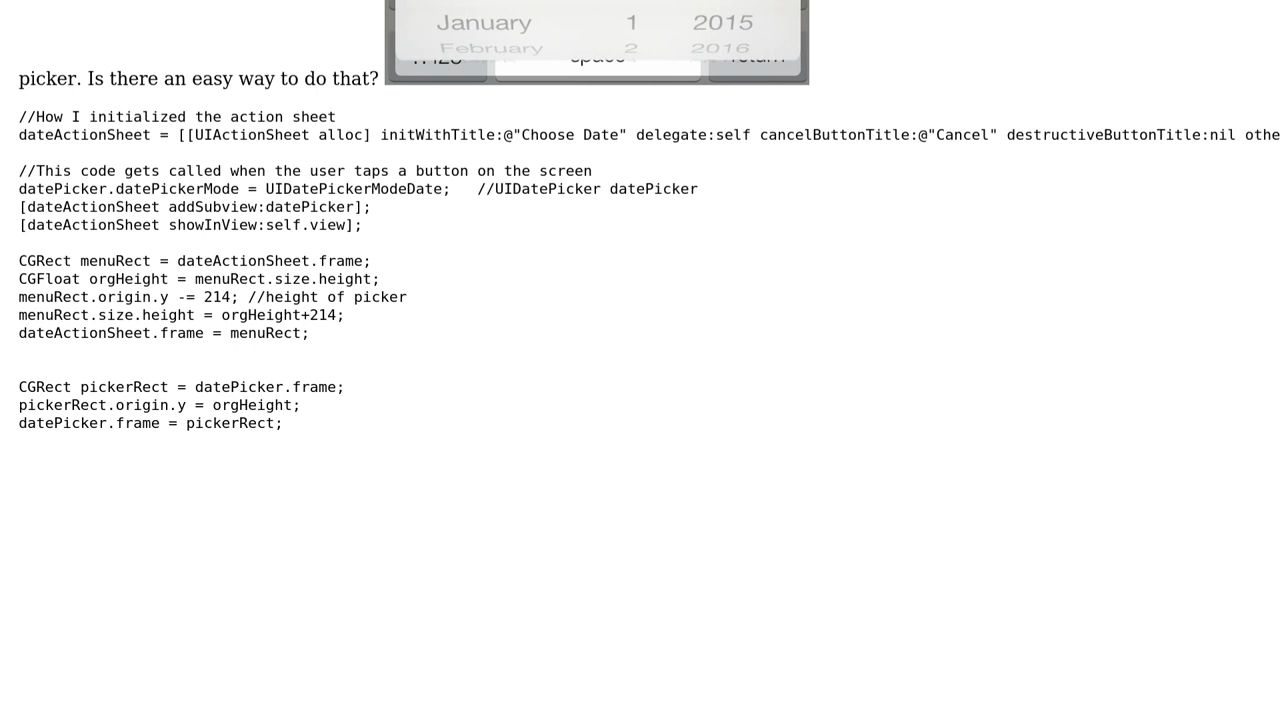 January 1 2015
February 2 2016
picker. Is there an easy way to do that?
//How I initialized the action sheet
dateActionSheet = [[UIActionSheet alloc] initWithTitle:@"Choose Date" delegate:self cancelButtonTitle:@"Cancel" destructiveButtonTitle:nil othe
//This code gets called when the user taps a button on the screen
datePicker.datePickerMode = UIDatePickerModeDate;   //UIDatePicker datePicker
[dateActionSheet addSubview:datePicker];
[dateActionSheet showInView:self.view];
CGRect menuRect = dateActionSheet.frame;
CGFloat orgHeight = menuRect.size.height;
menuRect.origin.y -= 214; //height of picker
menuRect.size.height = orgHeight+214;
dateActionSheet.frame = menuRect;
CGRect pickerRect = datePicker.frame;
pickerRect.origin.y = orgHeight;
datePicker.frame = pickerRect;